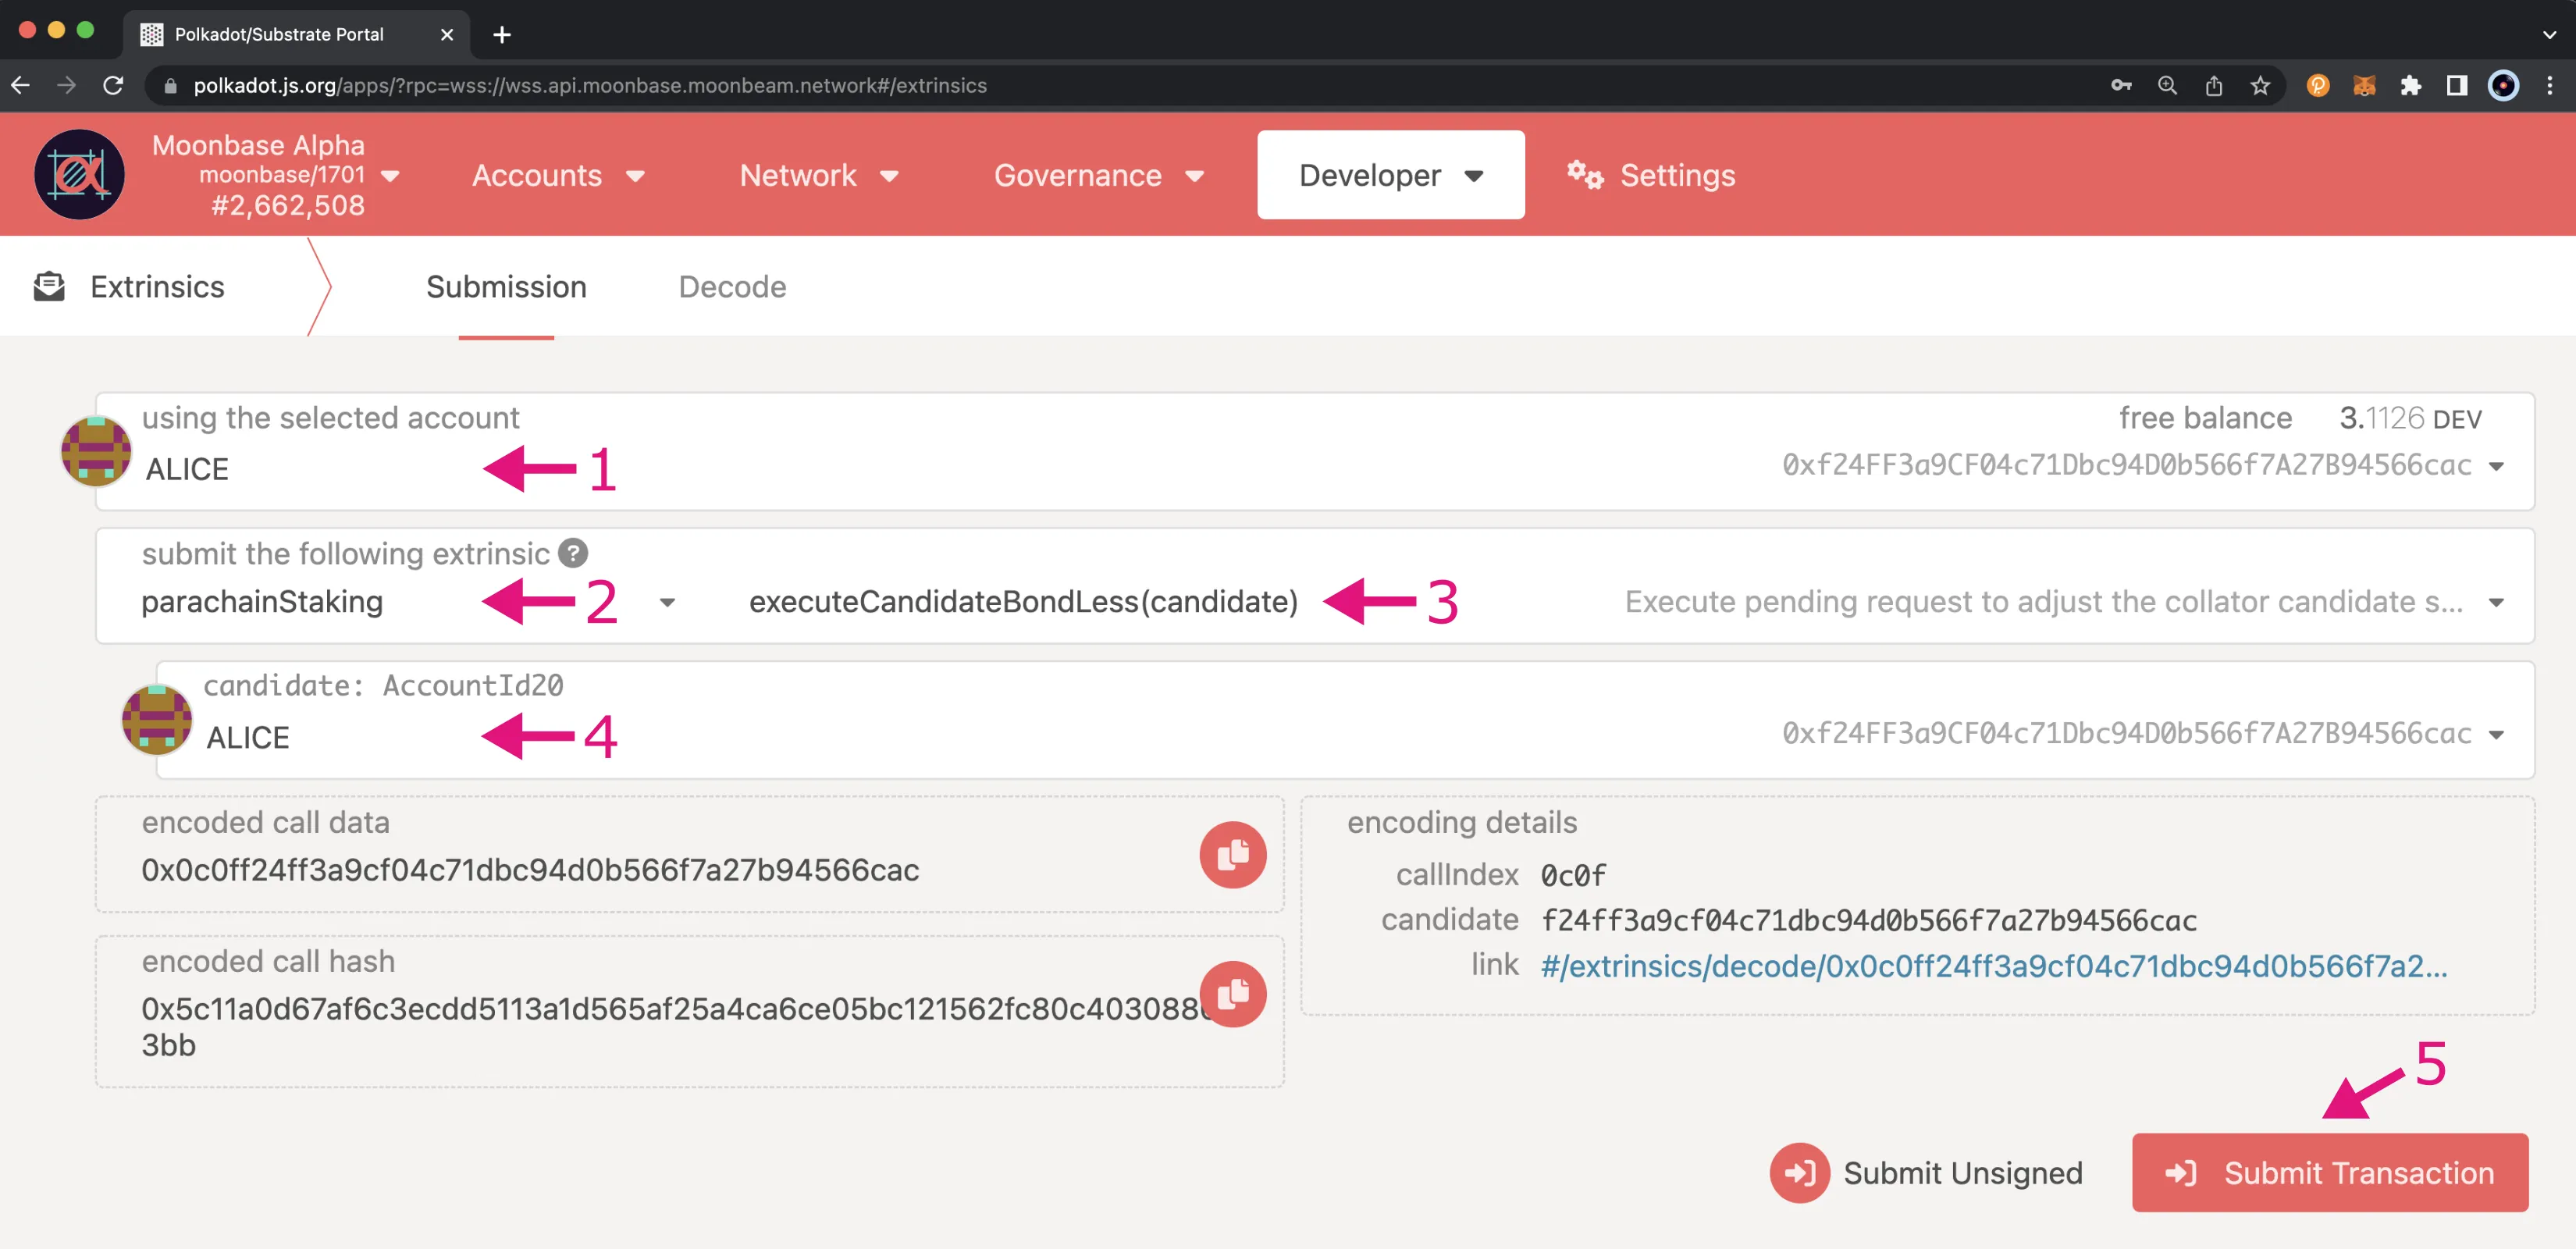 Polkadot/Substrate Portal
polkadot.js.org/apps/?rpc=wss://wss.api.moonbase.moonbeam.network#/extrinsics
Moonbase Alpha
moonbase/1701
#2,662,508
Accounts
Network
Governance
Developer
Settings
Extrinsics
Submission
Decode
using the selected account
free balance 3.1126 DEV
ALICE
1
0xf24FF3a9CF04c71Dbc94D0b566f7A27B94566cac
submit the following extrinsic ?
parachainStaking
2
executeCandidateBondLess(candidate)
3
Execute pending request to adjust the collator candidate s...
candidate: AccountId20
ALICE
4
0xf24FF3a9CF04c71Dbc94D0b566f7A27B94566cac
encoded call data
0x0c0ff24ff3a9cf04c71dbc94d0b566f7a27b94566cac
encoding details
callIndex 0c0f
candidate f24ff3a9cf04c71dbc94d0b566f7a27b94566cac
link #/extrinsics/decode/0x0c0ff24ff3a9cf04c71dbc94d0b566f7a2...
encoded call hash
0x5c11a0d67af6c3ecdd5113a1d565af25a4ca6ce05bc121562fc80c403088
3bb
5
Submit Unsigned
Submit Transaction